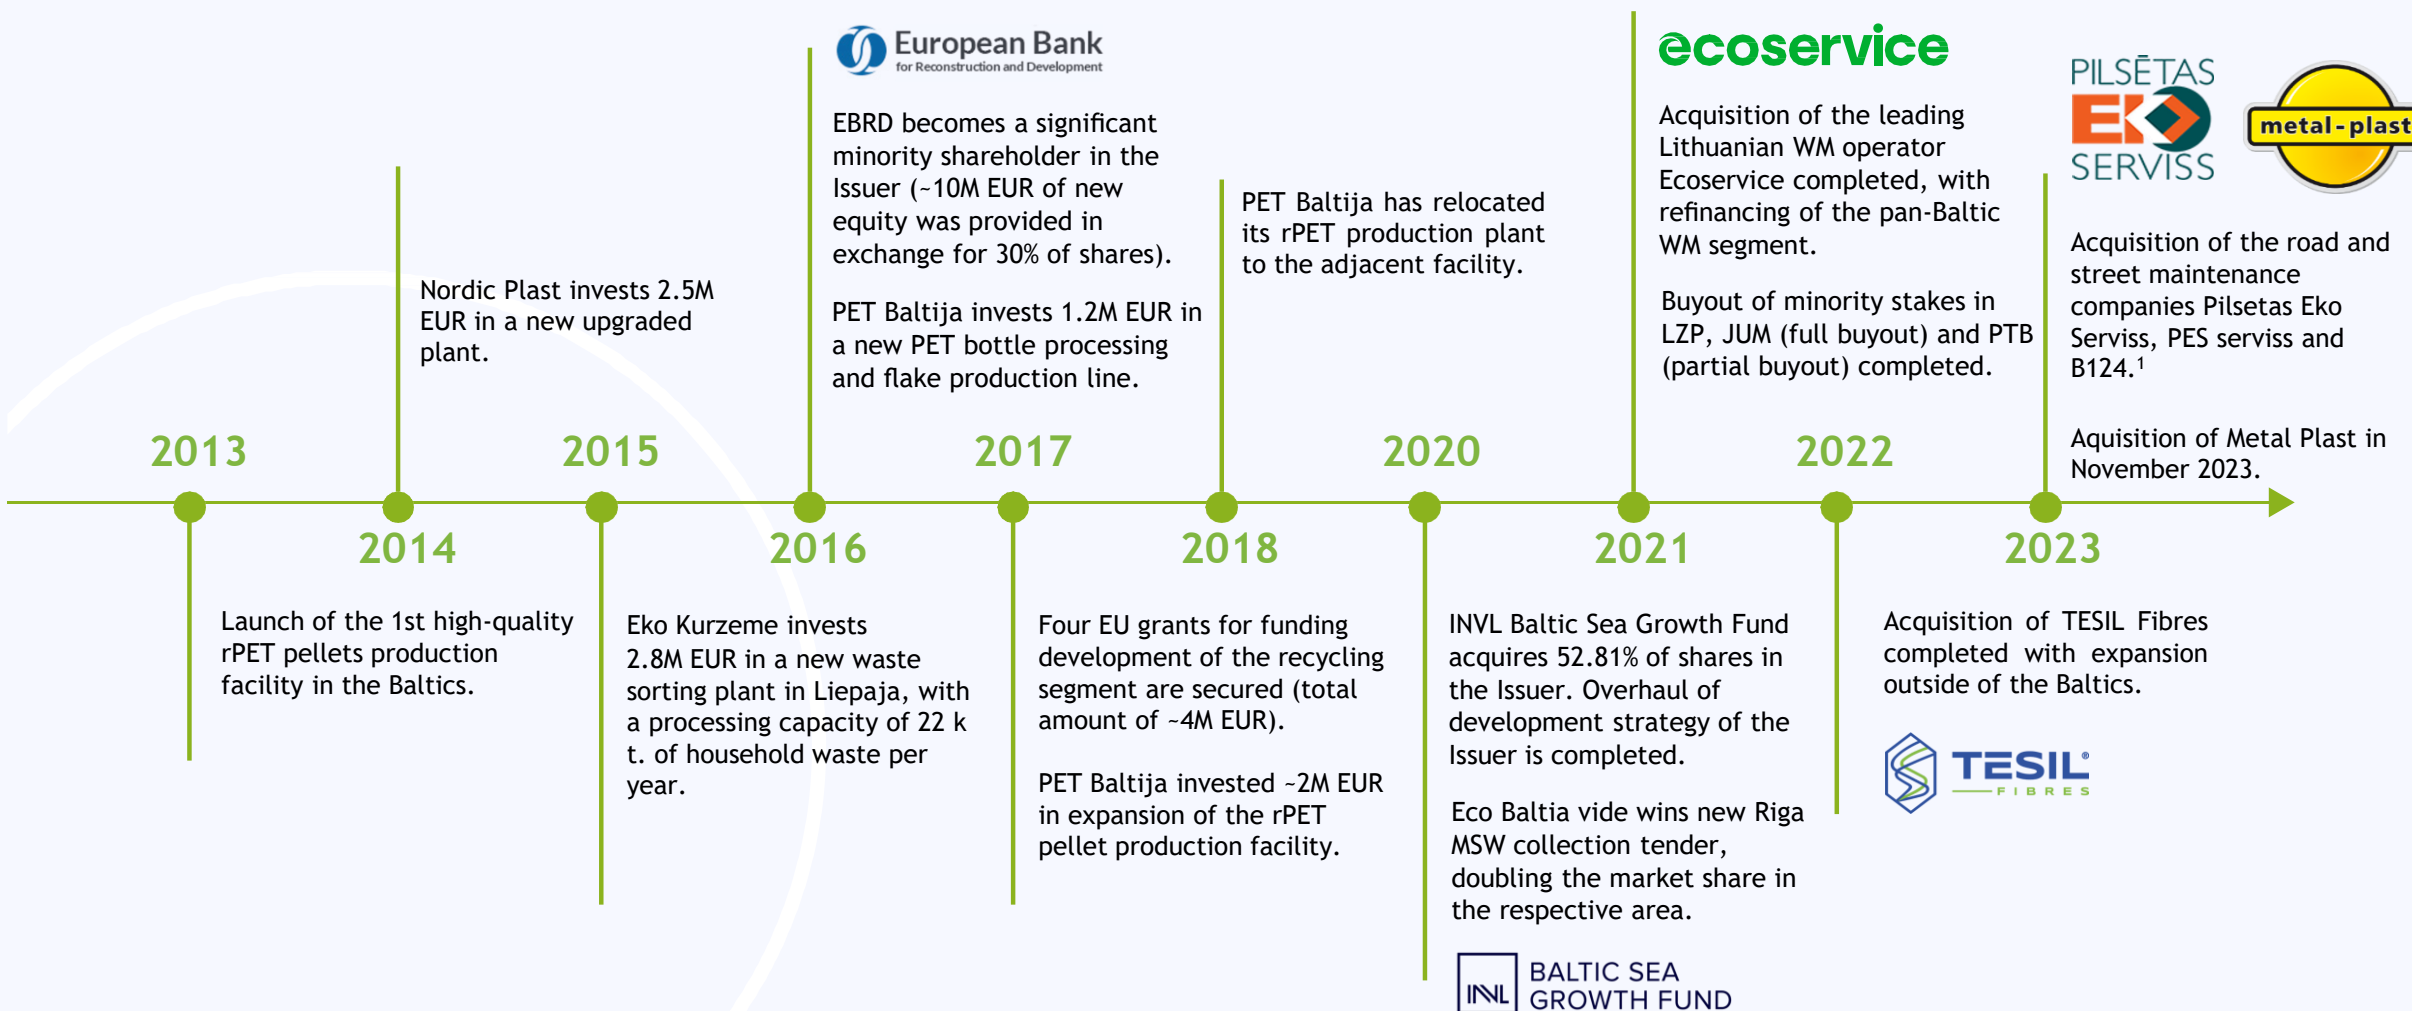 European Bank
for Reconstruction and Development
EBRD becomes a significant
minority shareholder in the
Issuer (~10M EUR of new
equity was provided in
exchange for 30% of shares).
PET Baltija invests 1.2M EUR in
a new PET bottle processing
and flake production line.
ecoservice
Acquisition of the leading
Lithuanian WM operator
Ecoservice completed, with
refinancing of the pan-Baltic
WM segment.
Buyout of minority stakes in
LZP, JUM (full buyout) and PTB
(partial buyout) completed.
PILSĒTAS
EKO
SERVISS
metal-plast
Acquisition of the road and
street maintenance
companies Pilsetas Eko
Serviss, PES serviss and
B124.¹
Aquisition of Metal Plast in
November 2023.
Nordic Plast invests 2.5M
EUR in a new upgraded
plant.
PET Baltija has relocated
its rPET production plant
to the adjacent facility.
2013
2015
2017
2020
2022
2014
2016
2018
2021
2023
Launch of the 1st high-quality
rPET pellets production
facility in the Baltics.
Eko Kurzeme invests
2.8M EUR in a new waste
sorting plant in Liepaja, with
a processing capacity of 22 k
t. of household waste per
year.
Four EU grants for funding
development of the recycling
segment are secured (total
amount of ~4M EUR).
PET Baltija invested ~2M EUR
in expansion of the rPET
pellet production facility.
INVL Baltic Sea Growth Fund
acquires 52.81% of shares in
the Issuer. Overhaul of
development strategy of the
Issuer is completed.
Eco Baltia vide wins new Riga
MSW collection tender,
doubling the market share in
the respective area.
INVL
BALTIC SEA
GROWTH FUND
Acquisition of TESIL Fibres
completed with expansion
outside of the Baltics.
TESIL®
FIBRES